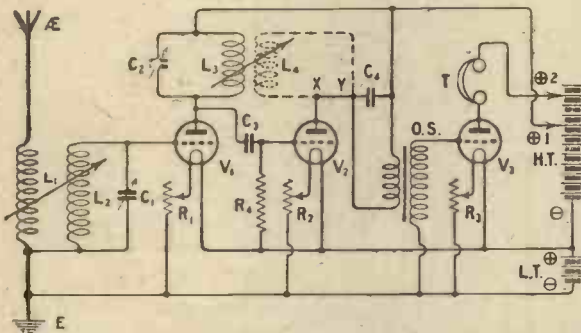 Æ
⊕2
C2
L3
L4
X
Y
C4
T
⊕1
C3
O.S.
H.T.
V1
V2
V3
L1
L2
C1
R1
R4
R2
R3
⊖
⊕
L.T.
⊖
E